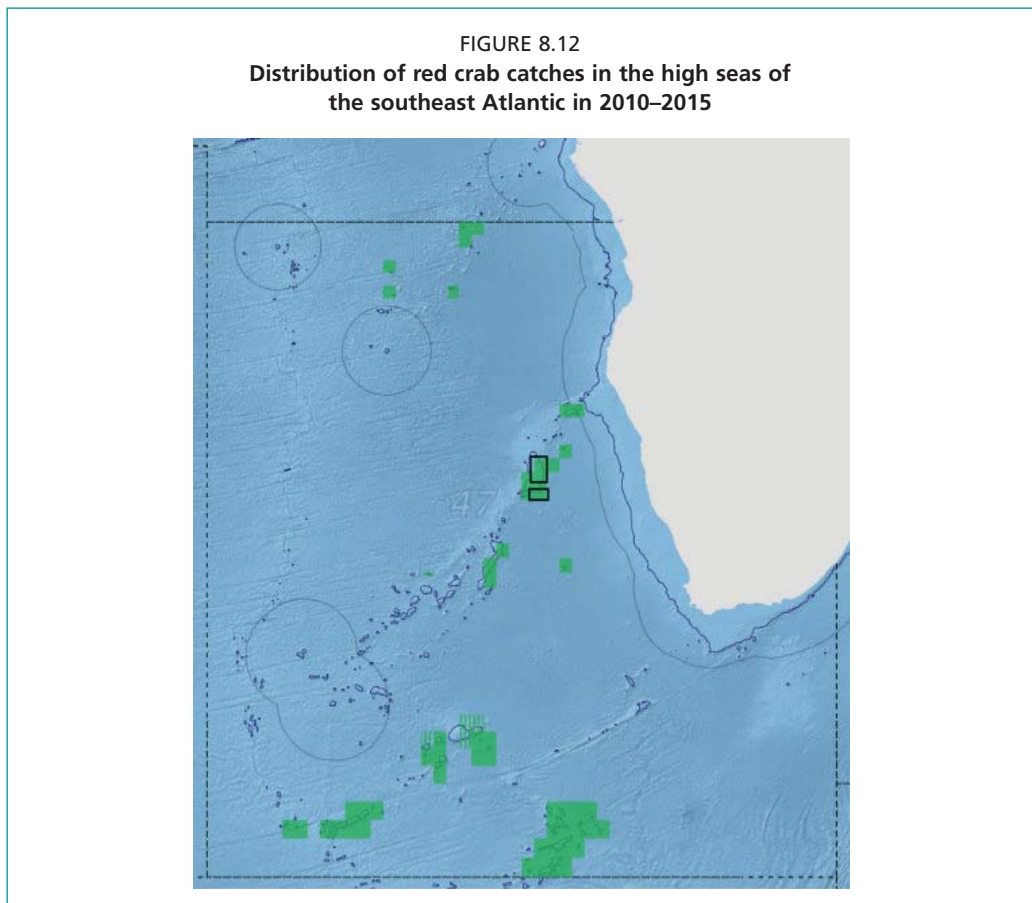 FIGURE 8.12
Distribution of red crab catches in the high seas of
the southeast Atlantic in 2010–2015
47